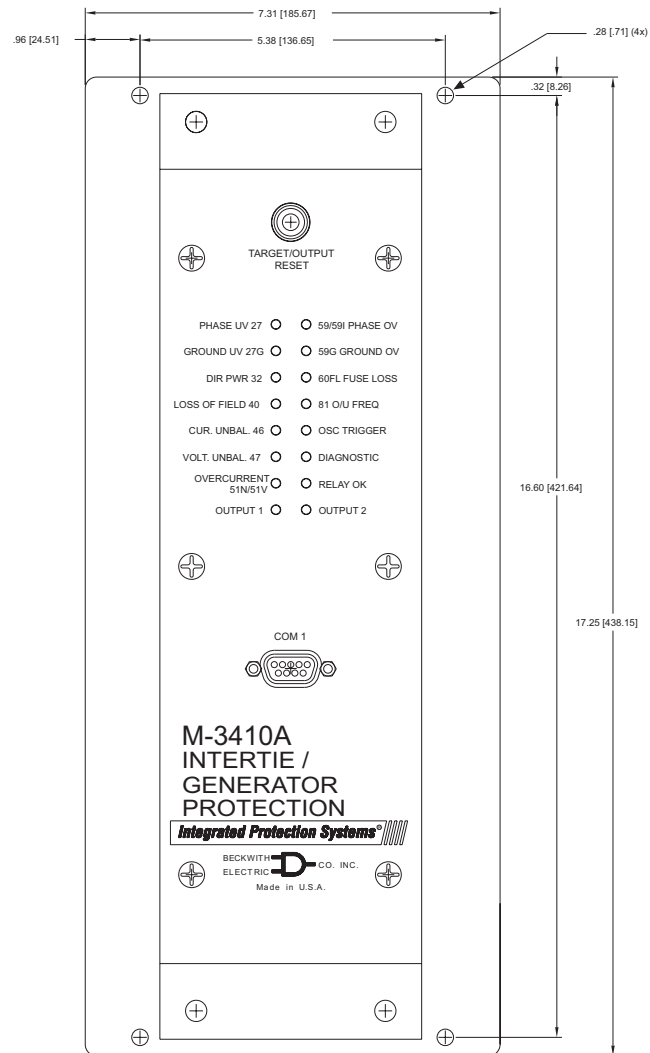 7.31 [185.67]
.96 [24.51]
5.38 [136.65]
.28 [.71] (4x)
.32 [8.26]
TARGET/OUTPUT
RESET
PHASE UV 27
59/59I PHASE OV
GROUND UV 27G
59G GROUND OV
DIR PWR 32
60FL FUSE LOSS
LOSS OF FIELD 40
81 O/U FREQ
CUR. UNBAL. 46
OSC TRIGGER
VOLT. UNBAL. 47
DIAGNOSTIC
OVERCURRENT
51N/51V
RELAY OK
OUTPUT 1
OUTPUT 2
16.60 [421.64]
17.25 [438.15]
COM 1
M-3410A
INTERTIE /
GENERATOR
PROTECTION
Integrated Protection Systems®
BECKWITH
ELECTRIC
CO. INC.
Made in U.S.A.